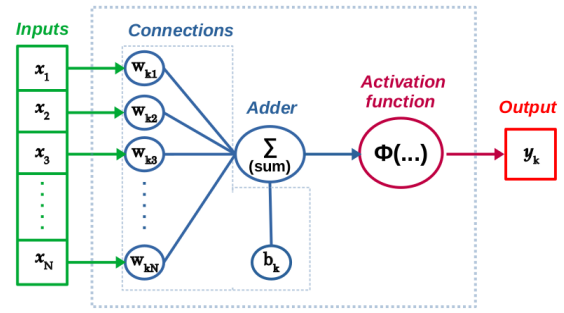 Inputs
Connections
x1
x2
x3
xN
wk1
wk2
wk3
wkN
Adder
Σ
(sum)
bk
Activation
function
Φ(...)
Output
yk